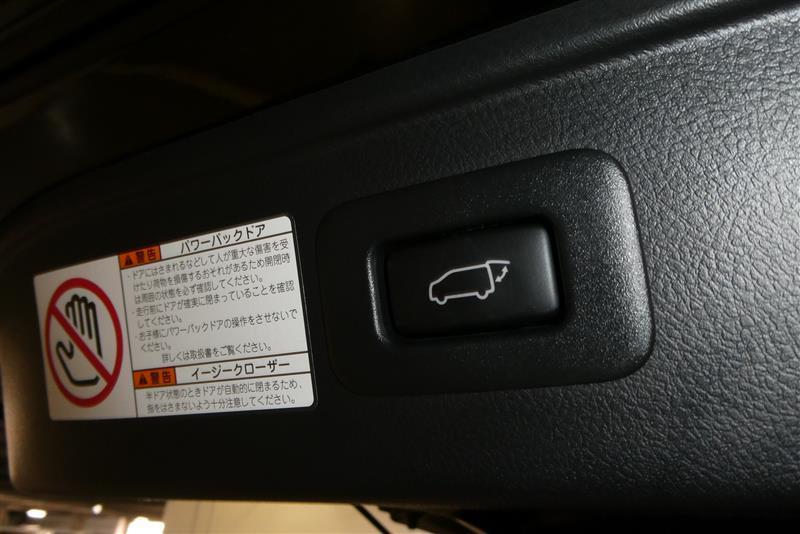 警告 パワーバックドア
・ドアにはさまれるなどして人が重大な傷害を受
けたり荷物を損傷するおそれがあるため開閉時
は周囲の状態を必ず確認してください。
・走行前にドアが確実に閉まっていることを確認
してください。
・お子様にパワーバックドアの操作をさせないで
ください。
詳しくは取扱書をご覧ください。
警告 イージークローザー
半ドア状態のときドアが自動的に閉まるため、
指をはさまないよう十分注意してください。